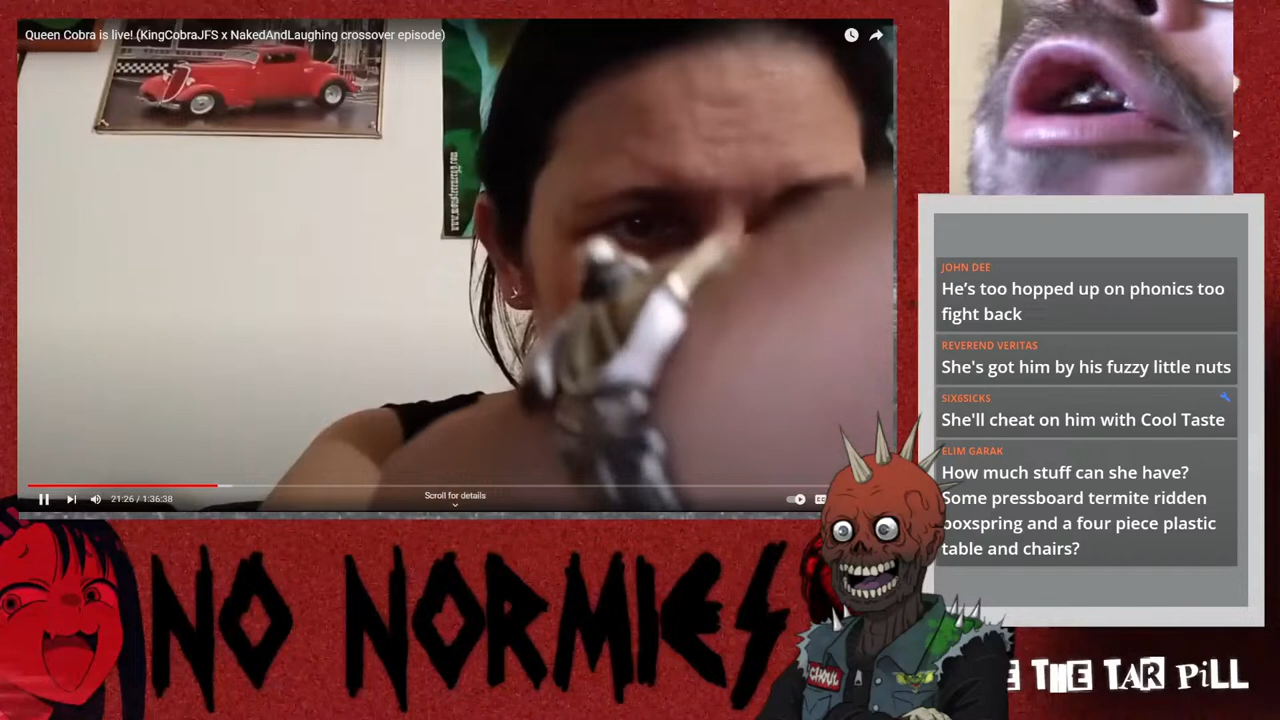 Queen Cobra is live! (KingCobraJFS x NakedAndLaughing crossover episode)
JOHN DEE
He's too hopped up on phonics too
fight back
REVEREND VERITAS
She's got him by his fuzzy little nuts
SIX6SICKS
She'll cheat on him with Cool Taste
ELIM GARAK
How much stuff can she have?
Some pressboard termite ridden
boxspring and a four piece plastic
table and chairs?
21:26 / 1:36:38
Scroll for details
NO NORMIES
GHOUL
E THE TAR PiLL